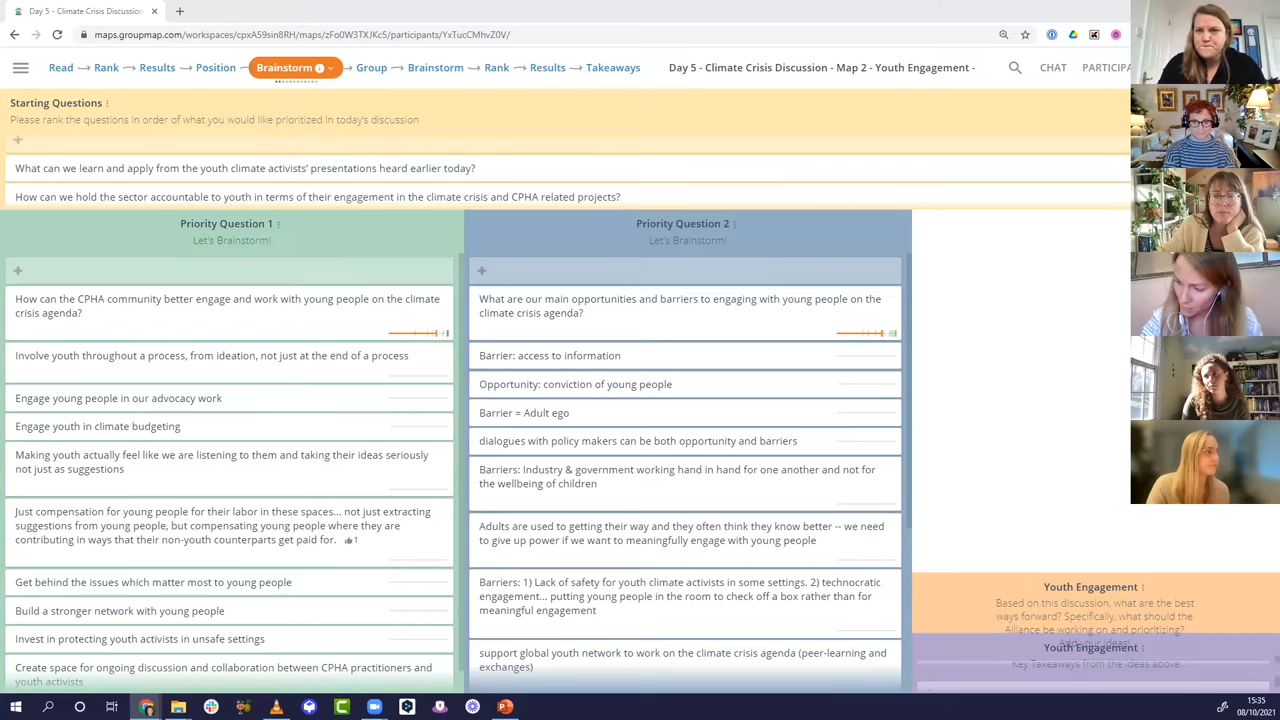 Day 5 - Climate Crisis Discussion
maps.groupmap.com/workspaces/cpxA59sin8RH/maps/zFo0W3TXJKc5/participants/YxTucCMhvZ0V/
Read Rank Results Position Brainstorm Group Brainstorm Rank Results Takeaways
Day 5 - Climate Crisis Discussion - Map 2 - Youth Engagement -
CHAT
PARTICIPA
Starting Questions
Please rank the questions in order of what you would like prioritized in today's discussion
What can we learn and apply from the youth climate activists' presentations heard earlier today?
How can we hold the sector accountable to youth in terms of their engagement in the climate crisis and CPHA related projects?
Priority Question 1
Let's Brainstorm!
How can the CPHA community better engage and work with young people on the climate
crisis agenda?
Involve youth throughout a process, from ideation, not just at the end of a process
Engage young people in our advocacy work
Engage youth in climate budgeting
Making youth actually feel like we are listening to them and taking their ideas seriously
not just as suggestions
Just compensation for young people for their labor in these spaces... not just extracting
suggestions from young people, but compensating young people where they are
contributing in ways that their non-youth counterparts get paid for. 1
Get behind the issues which matter most to young people
Build a stronger network with young people
Invest in protecting youth activists in unsafe settings
Create space for ongoing discussion and collaboration between CPHA practitioners and
youth activists
Priority Question 2
Let's Brainstorm!
What are our main opportunities and barriers to engaging with young people on the
climate crisis agenda?
Barrier: access to information
Opportunity: conviction of young people
Barrier = Adult ego
dialogues with policy makers can be both opportunity and barriers
Barriers: Industry & government working hand in hand for one another and not for
the wellbeing of children
Adults are used to getting their way and they often think they know better -- we need
to give up power if we want to meaningfully engage with young people
Barriers: 1) Lack of safety for youth climate activists in some settings. 2) technocratic
engagement... putting young people in the room to check off a box rather than for
meaningful engagement
support global youth network to work on the climate crisis agenda (peer-learning and
exchanges)
Youth Engagement
Based on this discussion, what are the best
ways forward? Specifically, what should the
Alliance be working on and prioritizing?
Add your ideas!
Youth Engagement
Key Takeaways from the ideas above.
15:35
08/10/2021